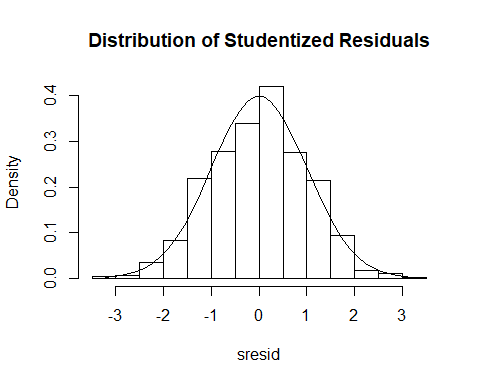 Distribution of Studentized Residuals
Density
0.0 0.1 0.2 0.3 0.4
-3 -2 -1 0 1 2 3
sresid